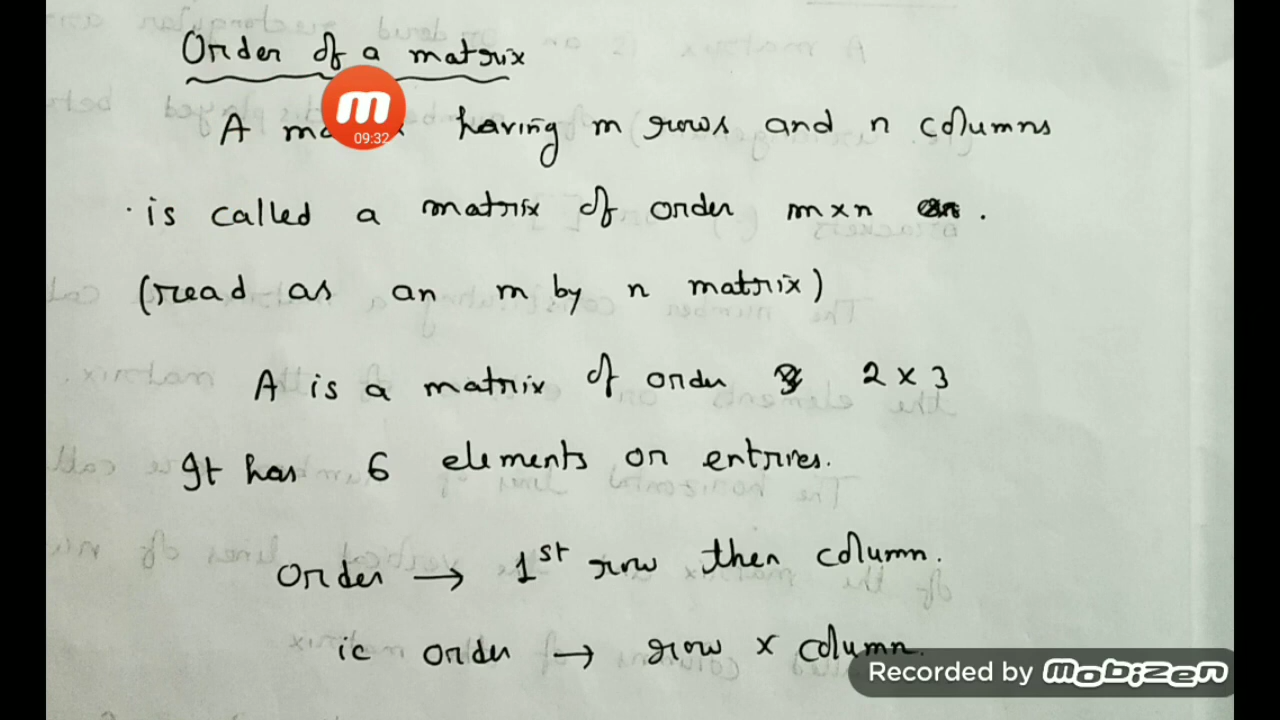 Order of a matrix
09:32
A having m rows and n columns
is called a matrix of order m×n .
(read as an m by n matrix)
A is a matrix of order 2 × 3
It has 6 elements or entries.
Order → 1st row then column.
ie order → row × column.
Recorded by MOBIZEN